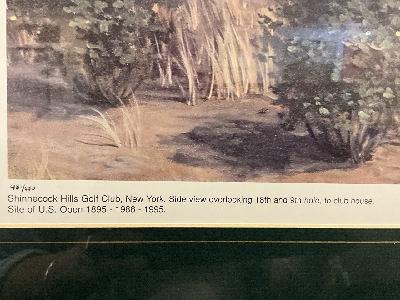 Shinnecock Hills Golf Club, New York. Side view overlooking 18th and 9th hole, to club house.
Site of U.S. Open 1895 - 1986 - 1995.